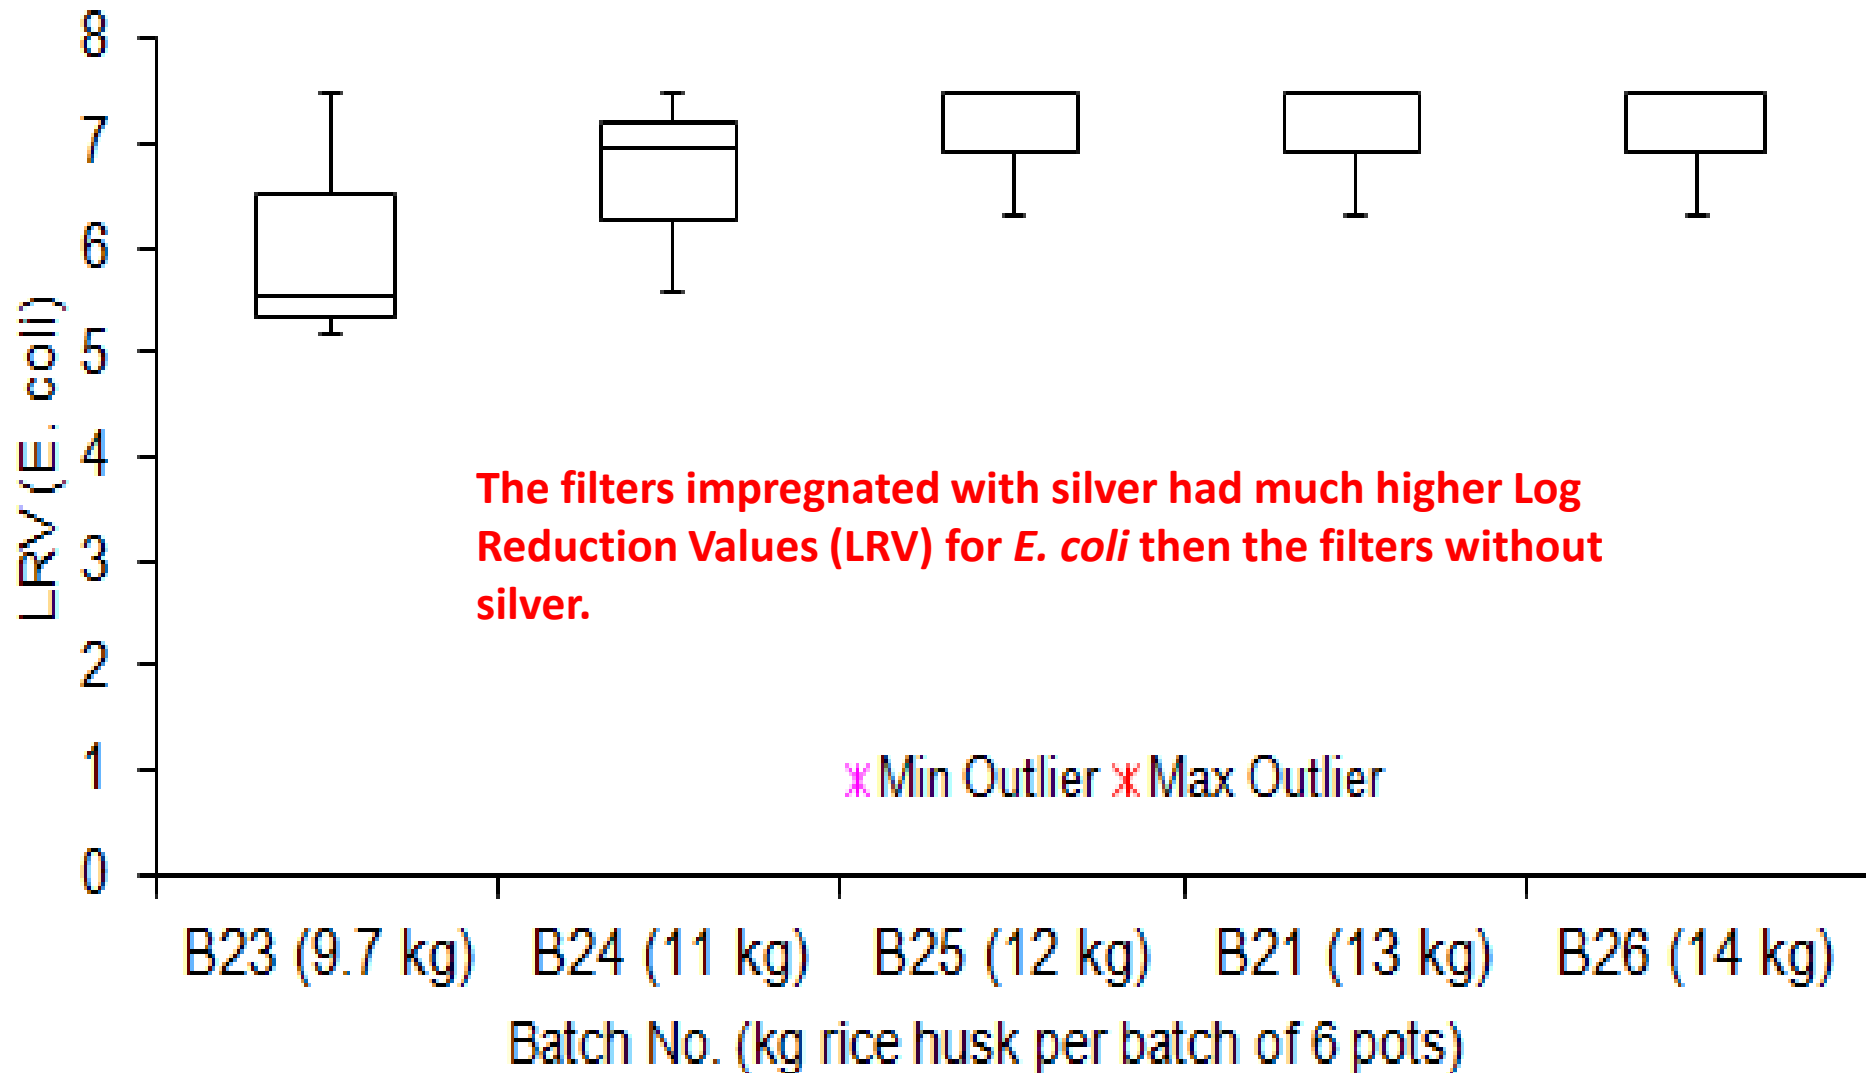 8
7
6
5
4
3
2
1
0
LRV (E. coli)
The filters impregnated with silver had much higher Log
Reduction Values (LRV) for E. coli then the filters without
silver.
Min Outlier Max Outlier
B23 (9.7 kg) B24 (11 kg) B25 (12 kg) B21 (13 kg) B26 (14 kg)
Batch No. (kg rice husk per batch of 6 pots)